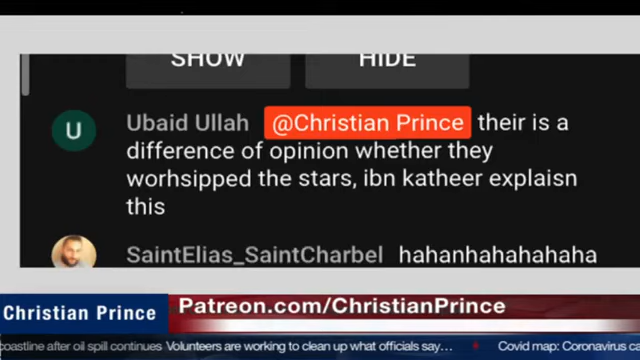 SHOW HIDE
U Ubaid Ullah @Christian Prince their is a
difference of opinion whether they
worhsipped the stars, ibn katheer explaisn
this
SaintElias_SaintCharbel hahanhahahahaha
Christian Prince Patreon.com/ChristianPrince
coastline after oil spill continues Volunteers are working to clean up what officials say... Covid map: Coronavirus ca